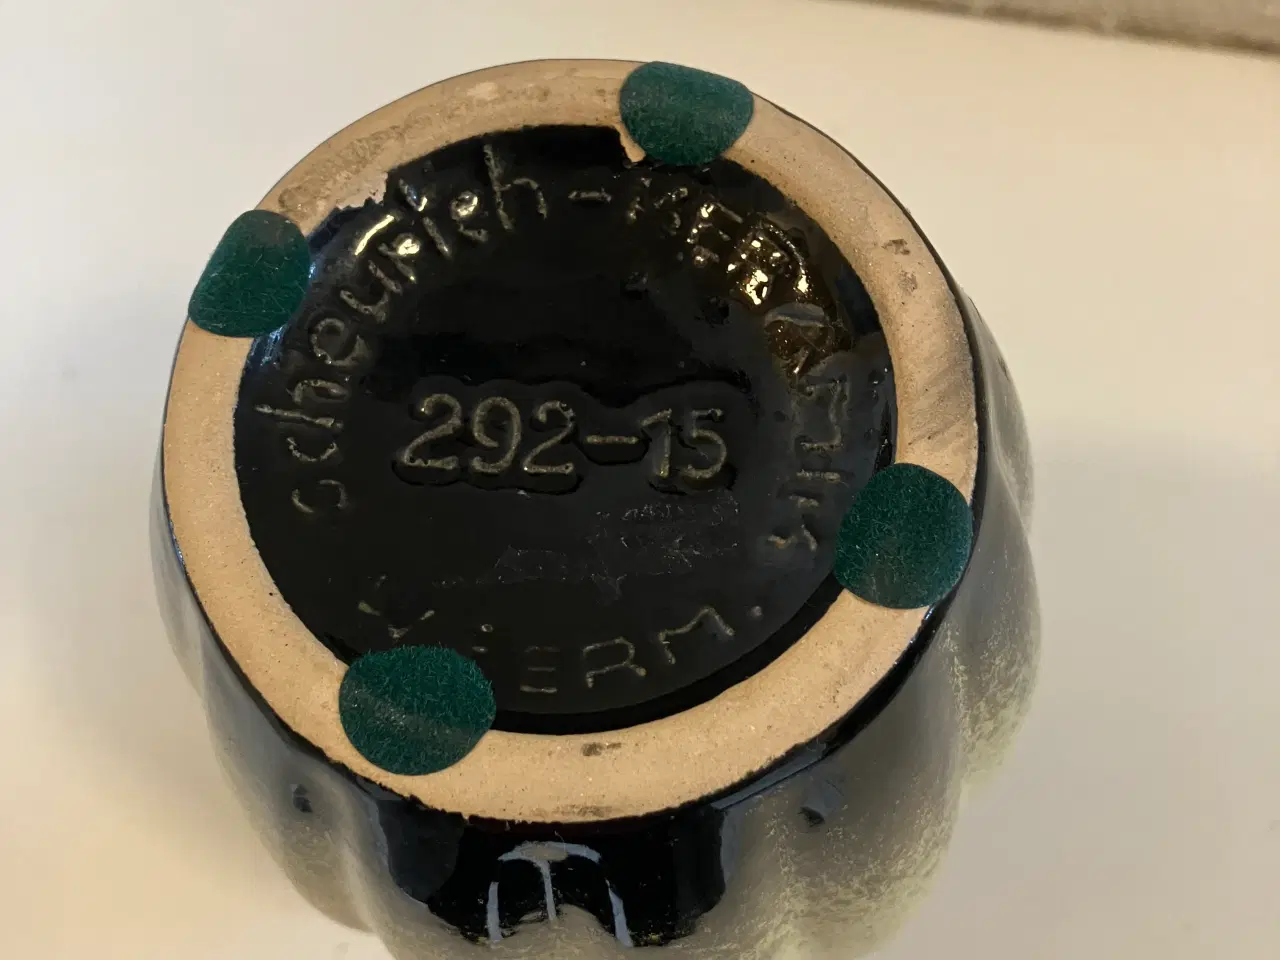 scheurich-KERAMIK
292-15
W. GERM.